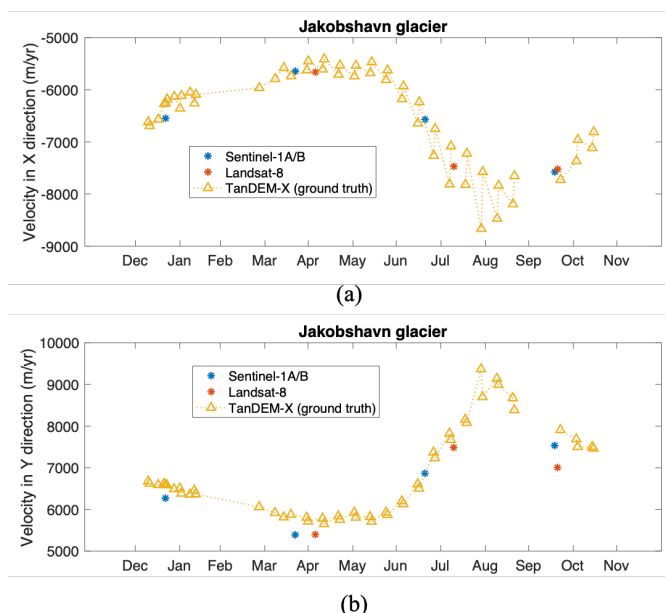 (a)
Jakobshavn glacier
Velocity in X direction (m/yr)
-5000
-6000
-7000
-8000
-9000
Sentinel-1A/B
Landsat-8
TanDEM-X (ground truth)
Dec Jan Feb Mar Apr May Jun Jul Aug Sep Oct Nov
(a)
Jakobshavn glacier
Velocity in Y direction (m/yr)
10000
9000
8000
7000
6000
5000
Sentinel-1A/B
Landsat-8
TanDEM-X (ground truth)
Dec Jan Feb Mar Apr May Jun Jul Aug Sep Oct Nov
(b)